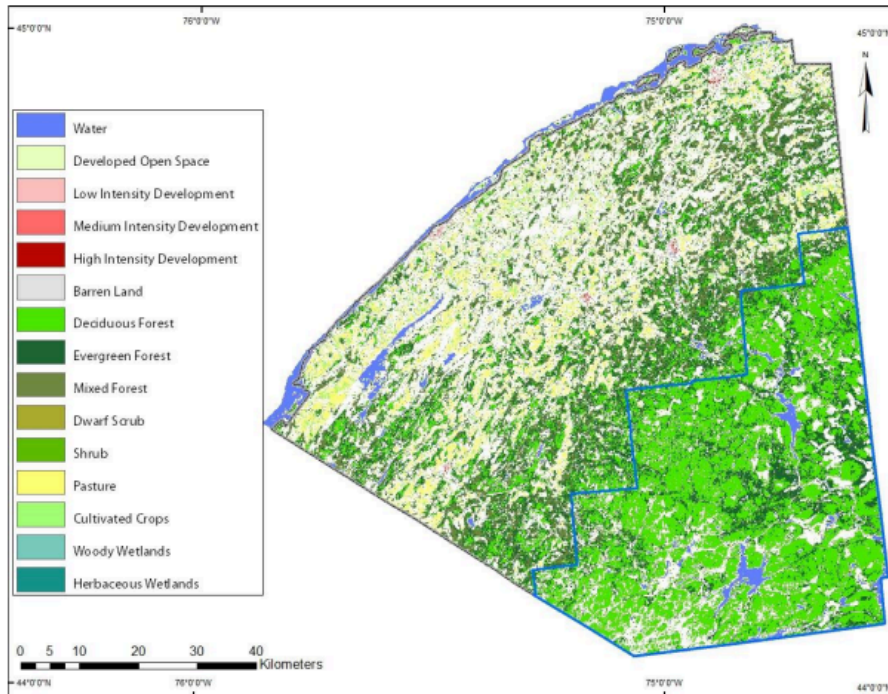 76°0'0"W 75°0'0"W
45°0'0"N 45°0'0"N
N
Water
Developed Open Space
Low Intensity Development
Medium Intensity Development
High Intensity Development
Barren Land
Deciduous Forest
Evergreen Forest
Mixed Forest
Dwarf Scrub
Shrub
Pasture
Cultivated Crops
Woody Wetlands
Herbaceous Wetlands
0 5 10 20 30 40
Kilometers
44°0'0"N 44°0'0"N
76°0'0"W 75°0'0"W